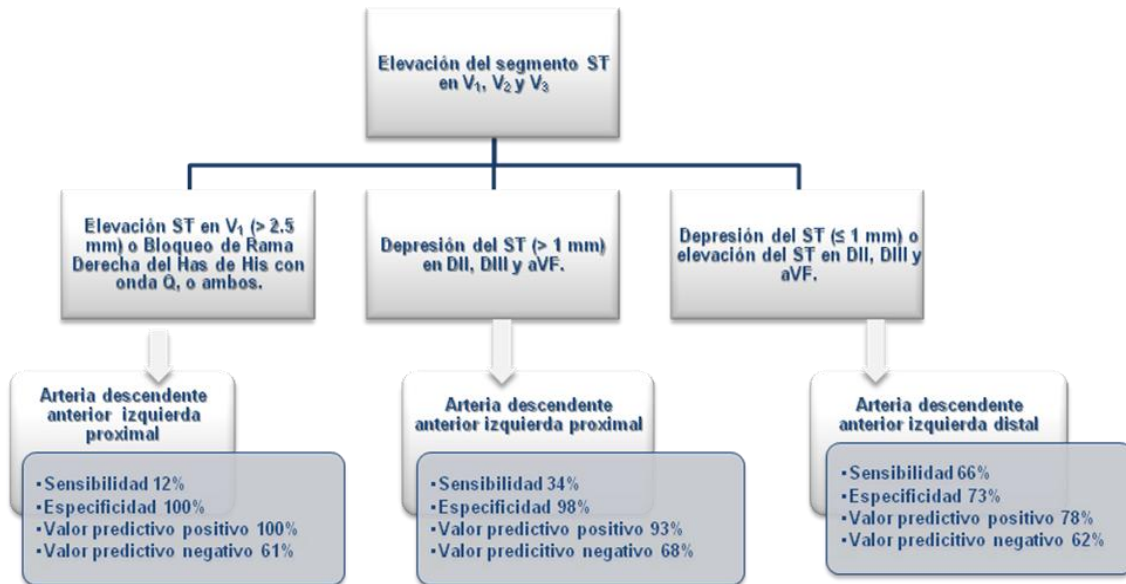 Elevación del segmento ST
en V₁, V₂ y V₃
Elevación ST en V₁ (> 2.5
mm) o Bloqueo de Rama
Derecha del Has de His con
onda Q, o ambos.
Depresión del ST (> 1 mm)
en DII, DIII y aVF.
Depresión del ST (≤ 1 mm) o
elevación del ST en DII, DIII y
aVF.
Arteria descendente
anterior izquierda
proximal
▪Sensibilidad 12%
▪Especificidad 100%
▪Valor predictivo positivo 100%
▪Valor predictivo negativo 61%
Arteria descendente
anterior izquierda proximal
▪Sensibilidad 34%
▪Especificidad 98%
▪Valor predictivo positivo 93%
▪Valor predicitivo negativo 68%
Arteria descendente
anterior izquierda distal
▪Sensibilidad 66%
▪Especificidad 73%
▪Valor predictivo positivo 78%
▪Valor predicitivo negativo 62%